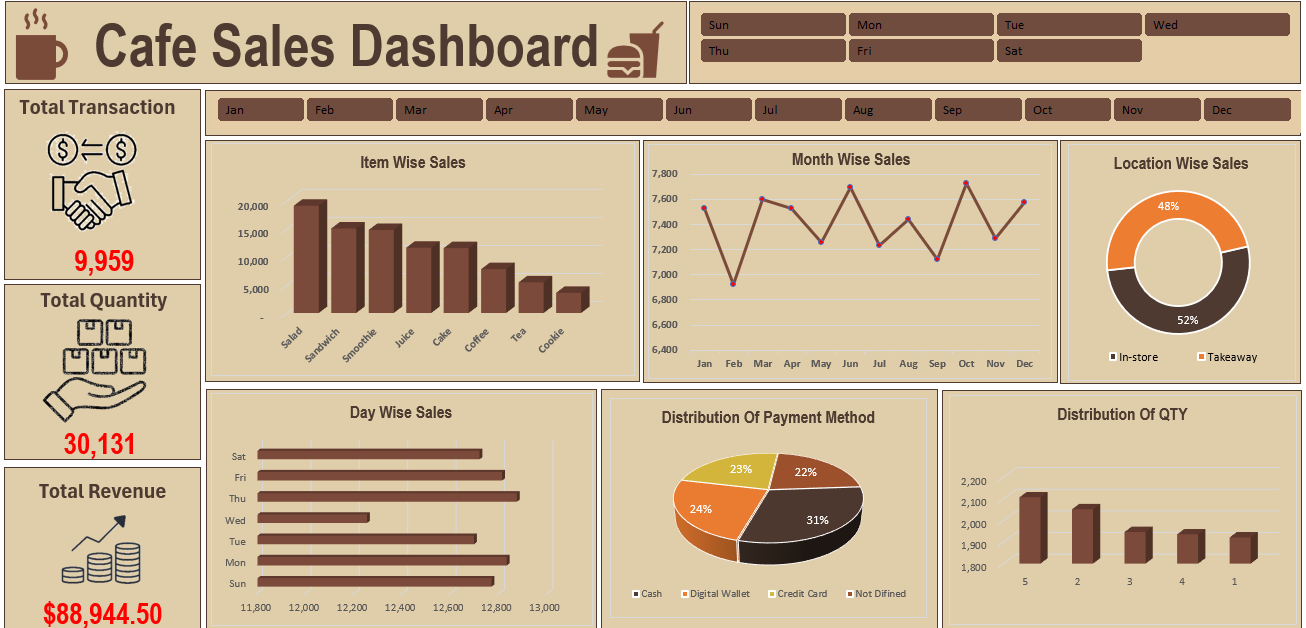 Cafe Sales Dashboard
Sun
Mon
Tue
Wed
Thu
Fri
Sat
Total Transaction
$
$
9,959
Jan
Feb
Mar
Apr
May
Jun
Jul
Aug
Sep
Oct
Nov
Dec
Item Wise Sales
20,000
15,000
10,000
5,000
-
Salad
Sandwich
Smoothie
Juice
Cake
Coffee
Tea
Cookie
Month Wise Sales
7,800
7,600
7,400
7,200
7,000
6,800
6,600
6,400
Jan
Feb
Mar
Apr
May
Jun
Jul
Aug
Sep
Oct
Nov
Dec
Location Wise Sales
48%
52%
In-store
Takeaway
Total Quantity
30,131
Total Revenue
$88,944.50
Day Wise Sales
Sat
Fri
Thu
Wed
Tue
Mon
Sun
11,800
12,000
12,200
12,400
12,600
12,800
13,000
Distribution Of Payment Method
23%
22%
24%
31%
Cash
Digital Wallet
Credit Card
Not Difined
Distribution Of QTY
2,200
2,100
2,000
1,900
1,800
5
2
3
4
1